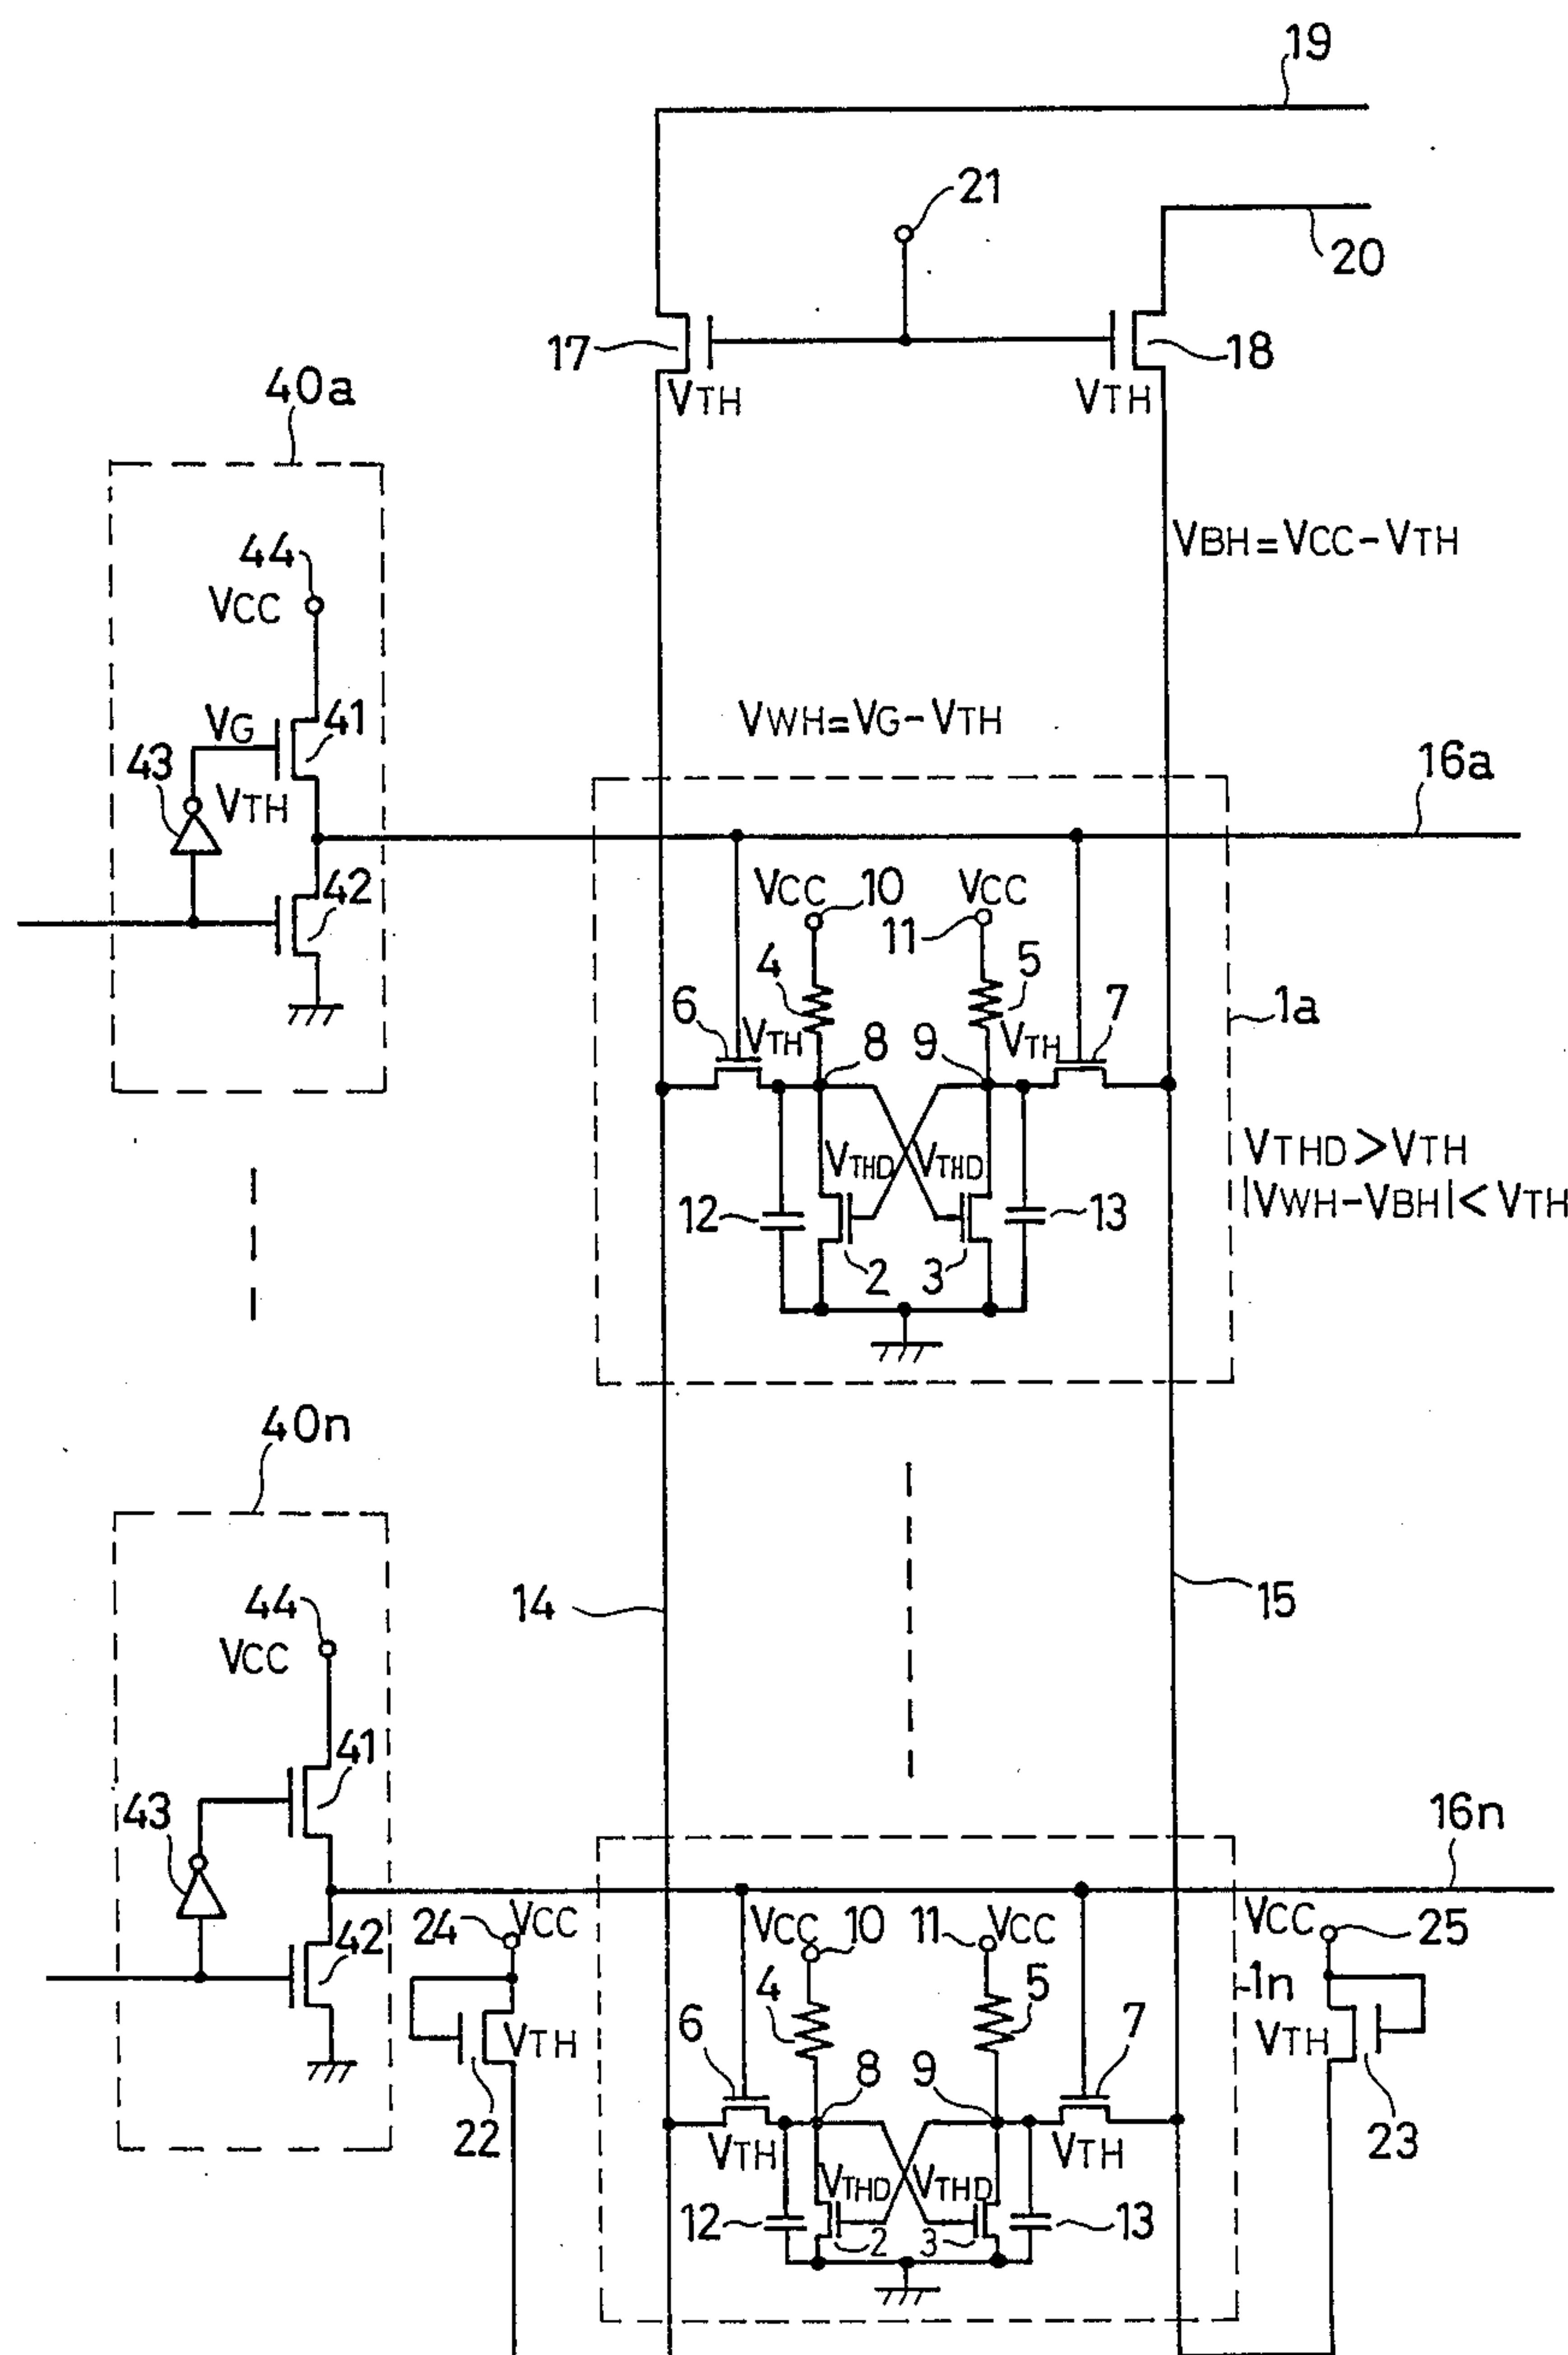 19
21
20
17
18
VTH
VTH
40a
VBH=VCC-VTH
44
VCC
VWH=VG-VTH
VG
41
43
VTH
16a
42
VCC
10
VCC
11
4
5
6
7
1a
VTH
8
9
VTH
VTHD
VTHD
VTHD>VTH
|VWH-VBH|<VTH
12
13
2
3
40n
14
15
44
VCC
41
43
16n
42
24
VCC
VCC
10
11
VCC
VCC
25
4
5
1n
6
7
VTH
VTH
8
9
22
23
VTH
VTH
VTHD
VTHD
12
13
2
3